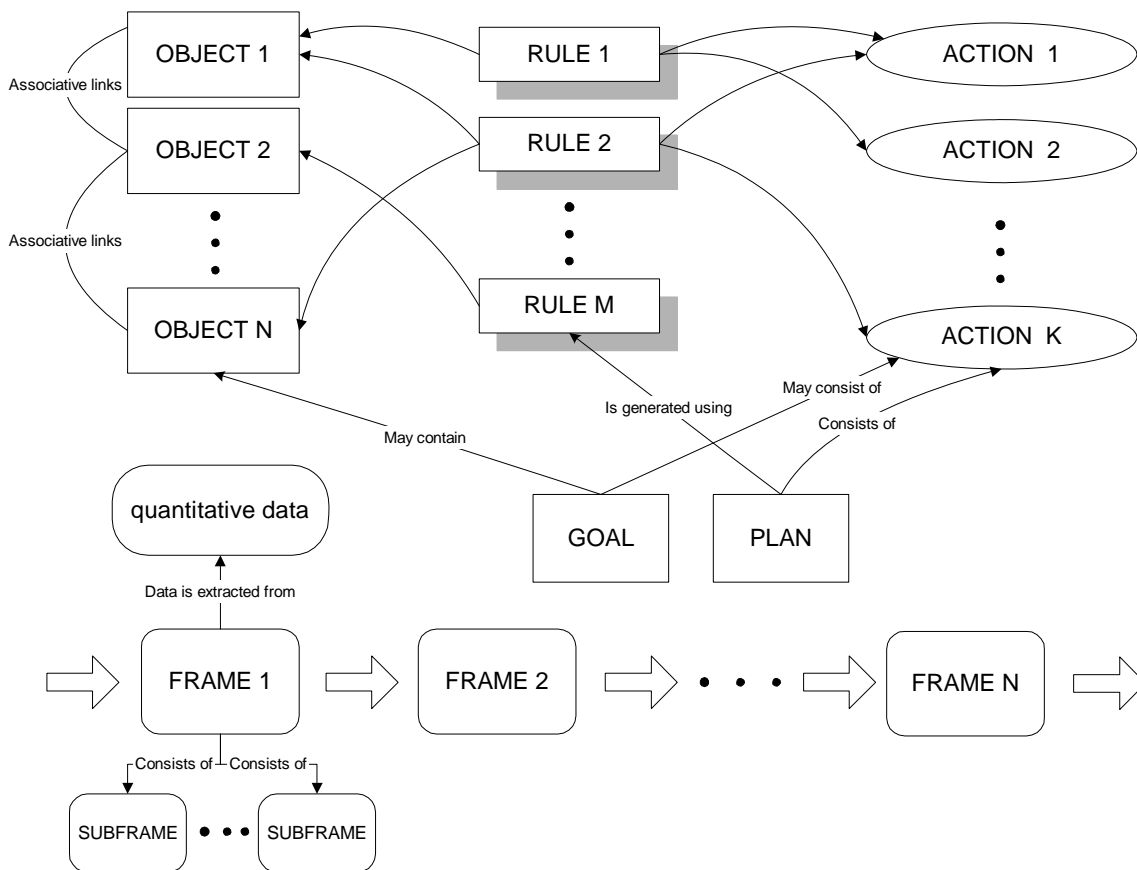 OBJECT 1
RULE 1
ACTION 1
Associative links
OBJECT 2
RULE 2
ACTION 2
Associative links
OBJECT N
RULE M
ACTION K
May consist of
Is generated using
Consists of
May contain
quantitative data
GOAL
PLAN
Data is extracted from
FRAME 1
FRAME 2
FRAME N
Consists of
Consists of
SUBFRAME
SUBFRAME